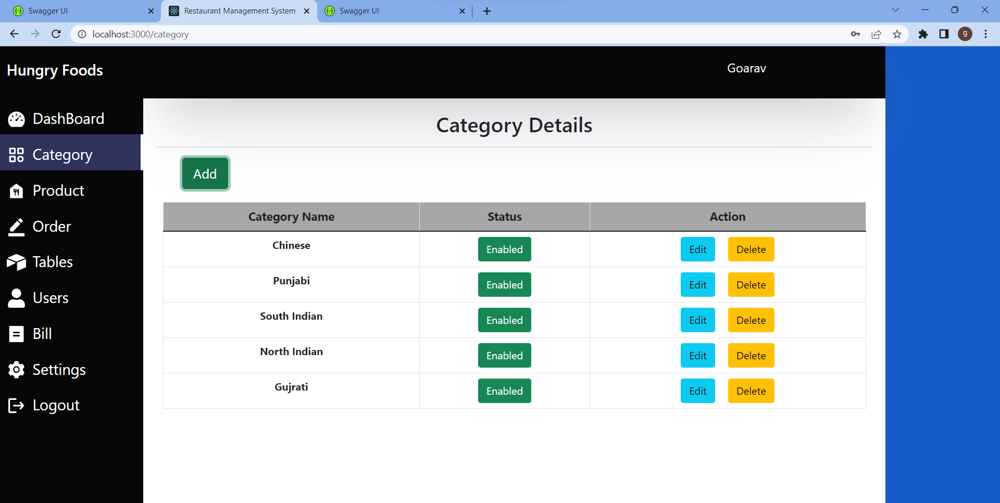 Swagger UI
Restaurant Management System
Swagger UI
localhost:3000/category
g
Hungry Foods
Goarav
DashBoard
Category
Product
Order
Tables
Users
Bill
Settings
Logout
Category Details
Add
Category Name Status Action
Chinese Enabled Edit Delete
Punjabi Enabled Edit Delete
South Indian Enabled Edit Delete
North Indian Enabled Edit Delete
Gujrati Enabled Edit Delete